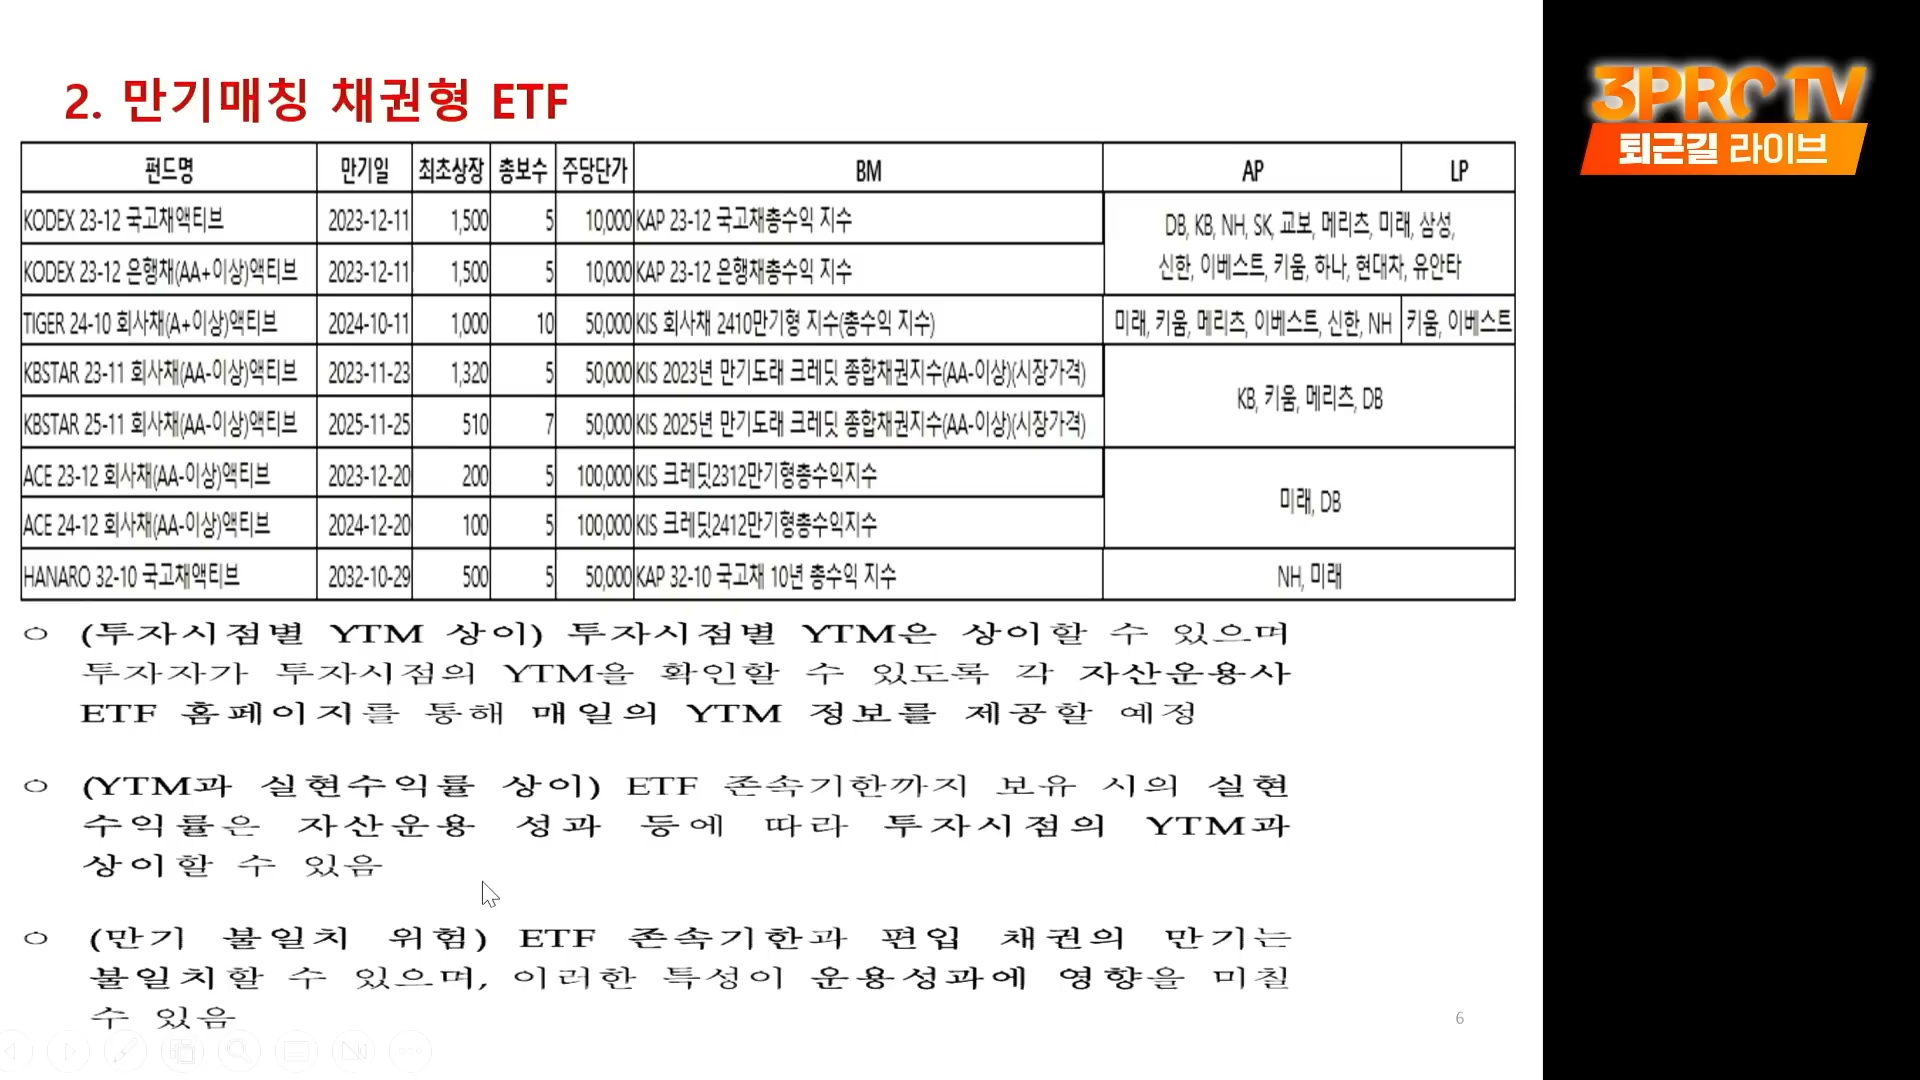 2. 만기매칭 채권형 ETF
3PROTV
퇴근길 라이브
펀드명 만기일 최초상장 총보수 주당단가 BM AP LP
KODEX 23-12 국고채액티브 2023-12-11 1,500 5 10,000 KAP 23-12 국고채총수익 지수
DB, KB, NH, SK, 교보, 메리츠, 미래, 삼성,
신한, 이베스트, 키움, 하나, 현대차, 유안타
KODEX 23-12 은행채(AA+이상)액티브 2023-12-11 1,500 5 10,000 KAP 23-12 은행채총수익 지수
TIGER 24-10 회사채(A+이상)액티브 2024-10-11 1,000 10 50,000 KIS 회사채 2410만기형 지수(총수익 지수) 미래, 키움, 메리츠, 이베스트, 신한, NH 키움, 이베스트
KBSTAR 23-11 회사채(AA-이상)액티브 2023-11-23 1,320 5 50,000 KIS 2023년 만기도래 크레딧 종합채권지수(AA-이상)(시장가격)
KB, 키움, 메리츠, DB
KBSTAR 25-11 회사채(AA-이상)액티브 2025-11-25 510 7 50,000 KIS 2025년 만기도래 크레딧 종합채권지수(AA-이상)(시장가격)
ACE 23-12 회사채(AA-이상)액티브 2023-12-20 200 5 100,000 KIS 크레딧2312만기형총수익지수
미래, DB
ACE 24-12 회사채(AA-이상)액티브 2024-12-20 100 5 100,000 KIS 크레딧2412만기형총수익지수
HANARO 32-10 국고채액티브 2032-10-29 500 5 50,000 KAP 32-10 국고채 10년 총수익 지수 NH, 미래
○ (투자시점별 YTM 상이) 투자시점별 YTM은 상이할 수 있으며
투자자가 투자시점의 YTM을 확인할 수 있도록 각 자산운용사
ETF 홈페이지를 통해 매일의 YTM 정보를 제공할 예정
○ (YTM과 실현수익률 상이) ETF 존속기한까지 보유 시의 실현
수익률은 자산운용 성과 등에 따라 투자시점의 YTM과
상이할 수 있음
○ (만기 불일치 위험) ETF 존속기한과 편입 채권의 만기는
불일치할 수 있으며, 이러한 특성이 운용성과에 영향을 미칠
수 있음
6